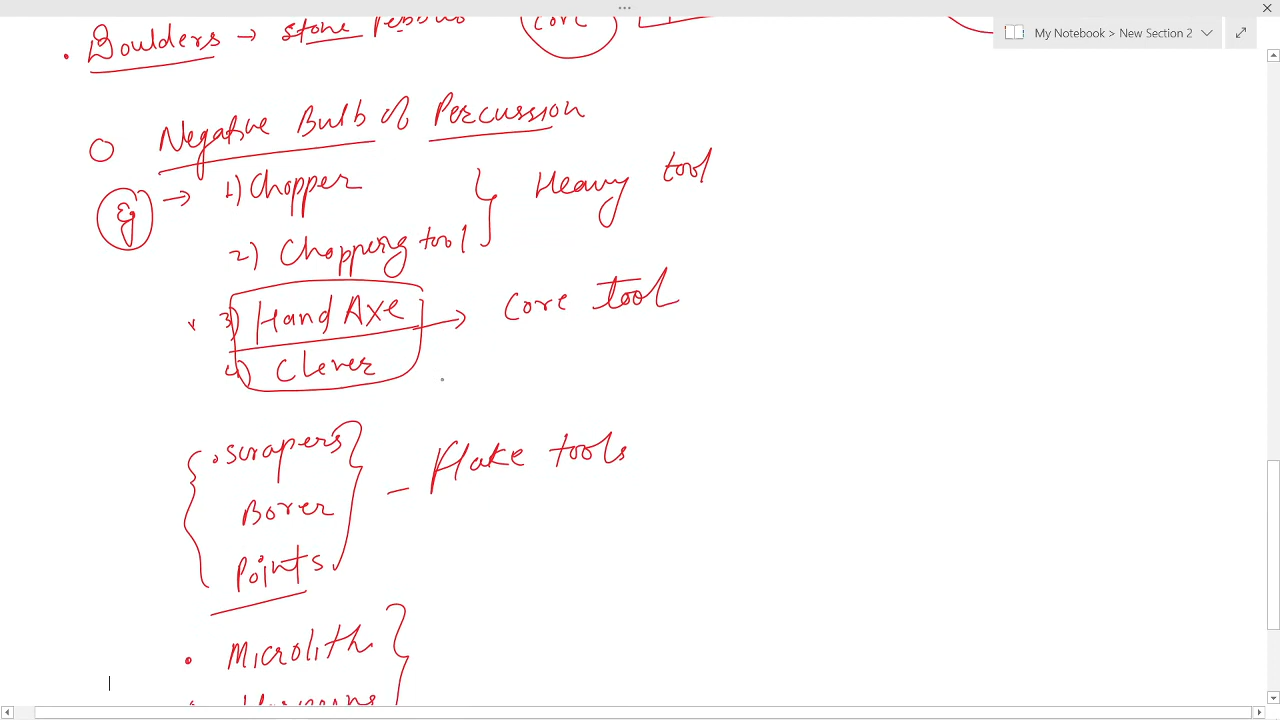 ...
My Notebook > New Section 2
• Boulders → stone core
O Negative Bulb of Percussion
Eg → 1) Chopper
Heavy tool
2) Chopping tool
3) Hand Axe → Core tool
4) Clever
• Scrapers
Borer
Points
– Flake tools
• Microlith